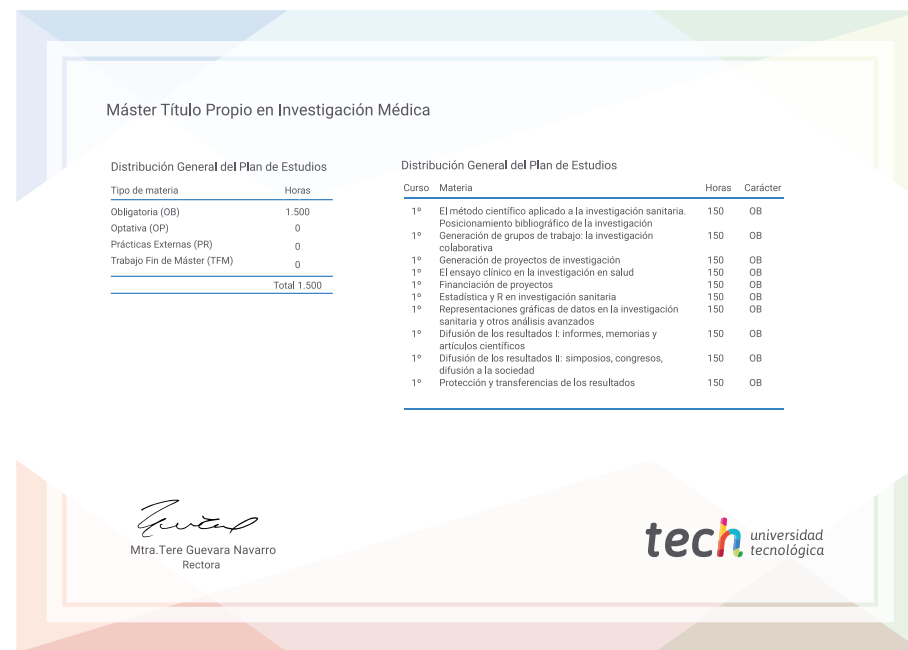 Máster Título Propio en Investigación Médica
Distribución General del Plan de Estudios
Tipo de materia Horas
Obligatoria (OB) 1.500
Optativa (OP) 0
Prácticas Externas (PR) 0
Trabajo Fin de Máster (TFM) 0
Total 1.500
Distribución General del Plan de Estudios
Curso Materia Horas Carácter
1º El método científico aplicado a la investigación sanitaria. 150 OB
Posicionamiento bibliográfico de la investigación
1º Generación de grupos de trabajo: la investigación 150 OB
colaborativa
1º Generación de proyectos de investigación 150 OB
1º El ensayo clínico en la investigación en salud 150 OB
1º Financiación de proyectos 150 OB
1º Estadística y R en investigación sanitaria 150 OB
1º Representaciones gráficas de datos en la investigación 150 OB
sanitaria y otros análisis avanzados
1º Difusión de los resultados I: informes, memorias y 150 OB
artículos científicos
1º Difusión de los resultados II: simposios, congresos, 150 OB
difusión a la sociedad
1º Protección y transferencias de los resultados 150 OB
Mtra.Tere Guevara Navarro
Rectora
tech universidad
tecnológica